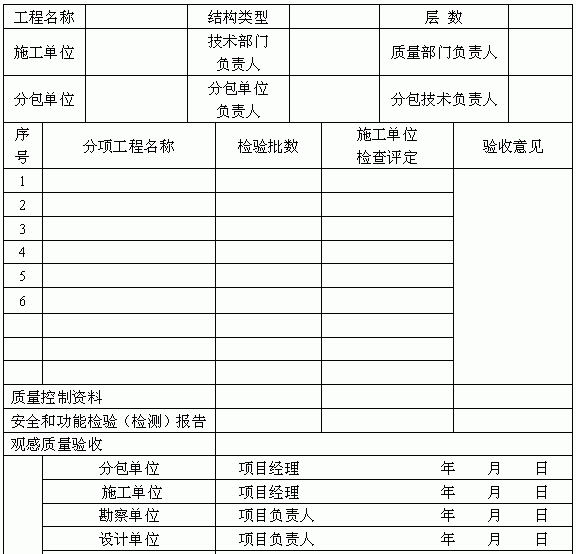 工程名称 结构类型 层 数
施工单位 技术部门负责人 质量部门负责人
分包单位 分包单位负责人 分包技术负责人
序号 分项工程名称 检验批数 施工单位检查评定 验收意见
1
2
3
4
5
6
质量控制资料
安全和功能检验（检测）报告
观感质量验收
分包单位 项目经理 年 月 日
施工单位 项目经理 年 月 日
勘察单位 项目负责人 年 月 日
设计单位 项目负责人 年 月 日